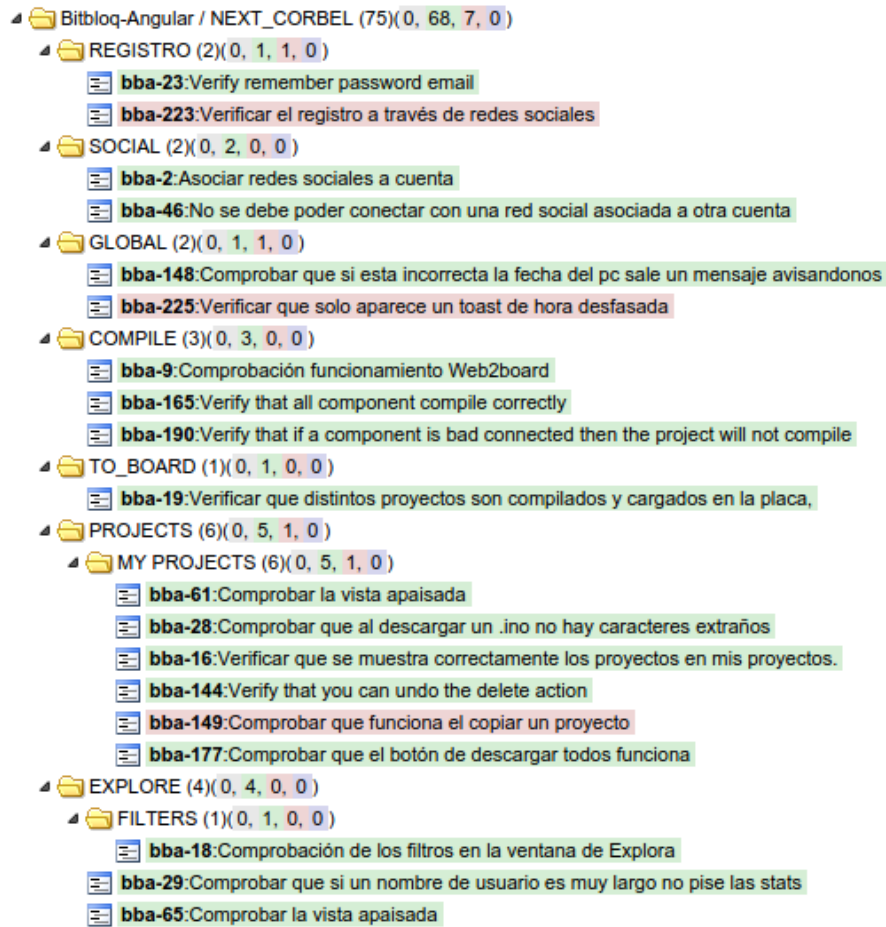 Bitbloq-Angular / NEXT_CORBEL (75)(0, 68, 7, 0)
REGISTRO (2)(0, 1, 1, 0)
bba-23:Verify remember password email
bba-223:Verificar el registro a través de redes sociales
SOCIAL (2)(0, 2, 0, 0)
bba-2:Asociar redes sociales a cuenta
bba-46:No se debe poder conectar con una red social asociada a otra cuenta
GLOBAL (2)(0, 1, 1, 0)
bba-148:Comprobar que si esta incorrecta la fecha del pc sale un mensaje avisandonos
bba-225:Verificar que solo aparece un toast de hora desfasada
COMPILE (3)(0, 3, 0, 0)
bba-9:Comprobación funcionamiento Web2board
bba-165:Verify that all component compile correctly
bba-190:Verify that if a component is bad connected then the project will not compile
TO_BOARD (1)(0, 1, 0, 0)
bba-19:Verificar que distintos proyectos son compilados y cargados en la placa,
PROJECTS (6)(0, 5, 1, 0)
MY PROJECTS (6)(0, 5, 1, 0)
bba-61:Comprobar la vista apaisada
bba-28:Comprobar que al descargar un .ino no hay caracteres extraños
bba-16:Verificar que se muestra correctamente los proyectos en mis proyectos.
bba-144:Verify that you can undo the delete action
bba-149:Comprobar que funciona el copiar un proyecto
bba-177:Comprobar que el botón de descargar todos funciona
EXPLORE (4)(0, 4, 0, 0)
FILTERS (1)(0, 1, 0, 0)
bba-18:Comprobación de los filtros en la ventana de Explora
bba-29:Comprobar que si un nombre de usuario es muy largo no pise las stats
bba-65:Comprobar la vista apaisada